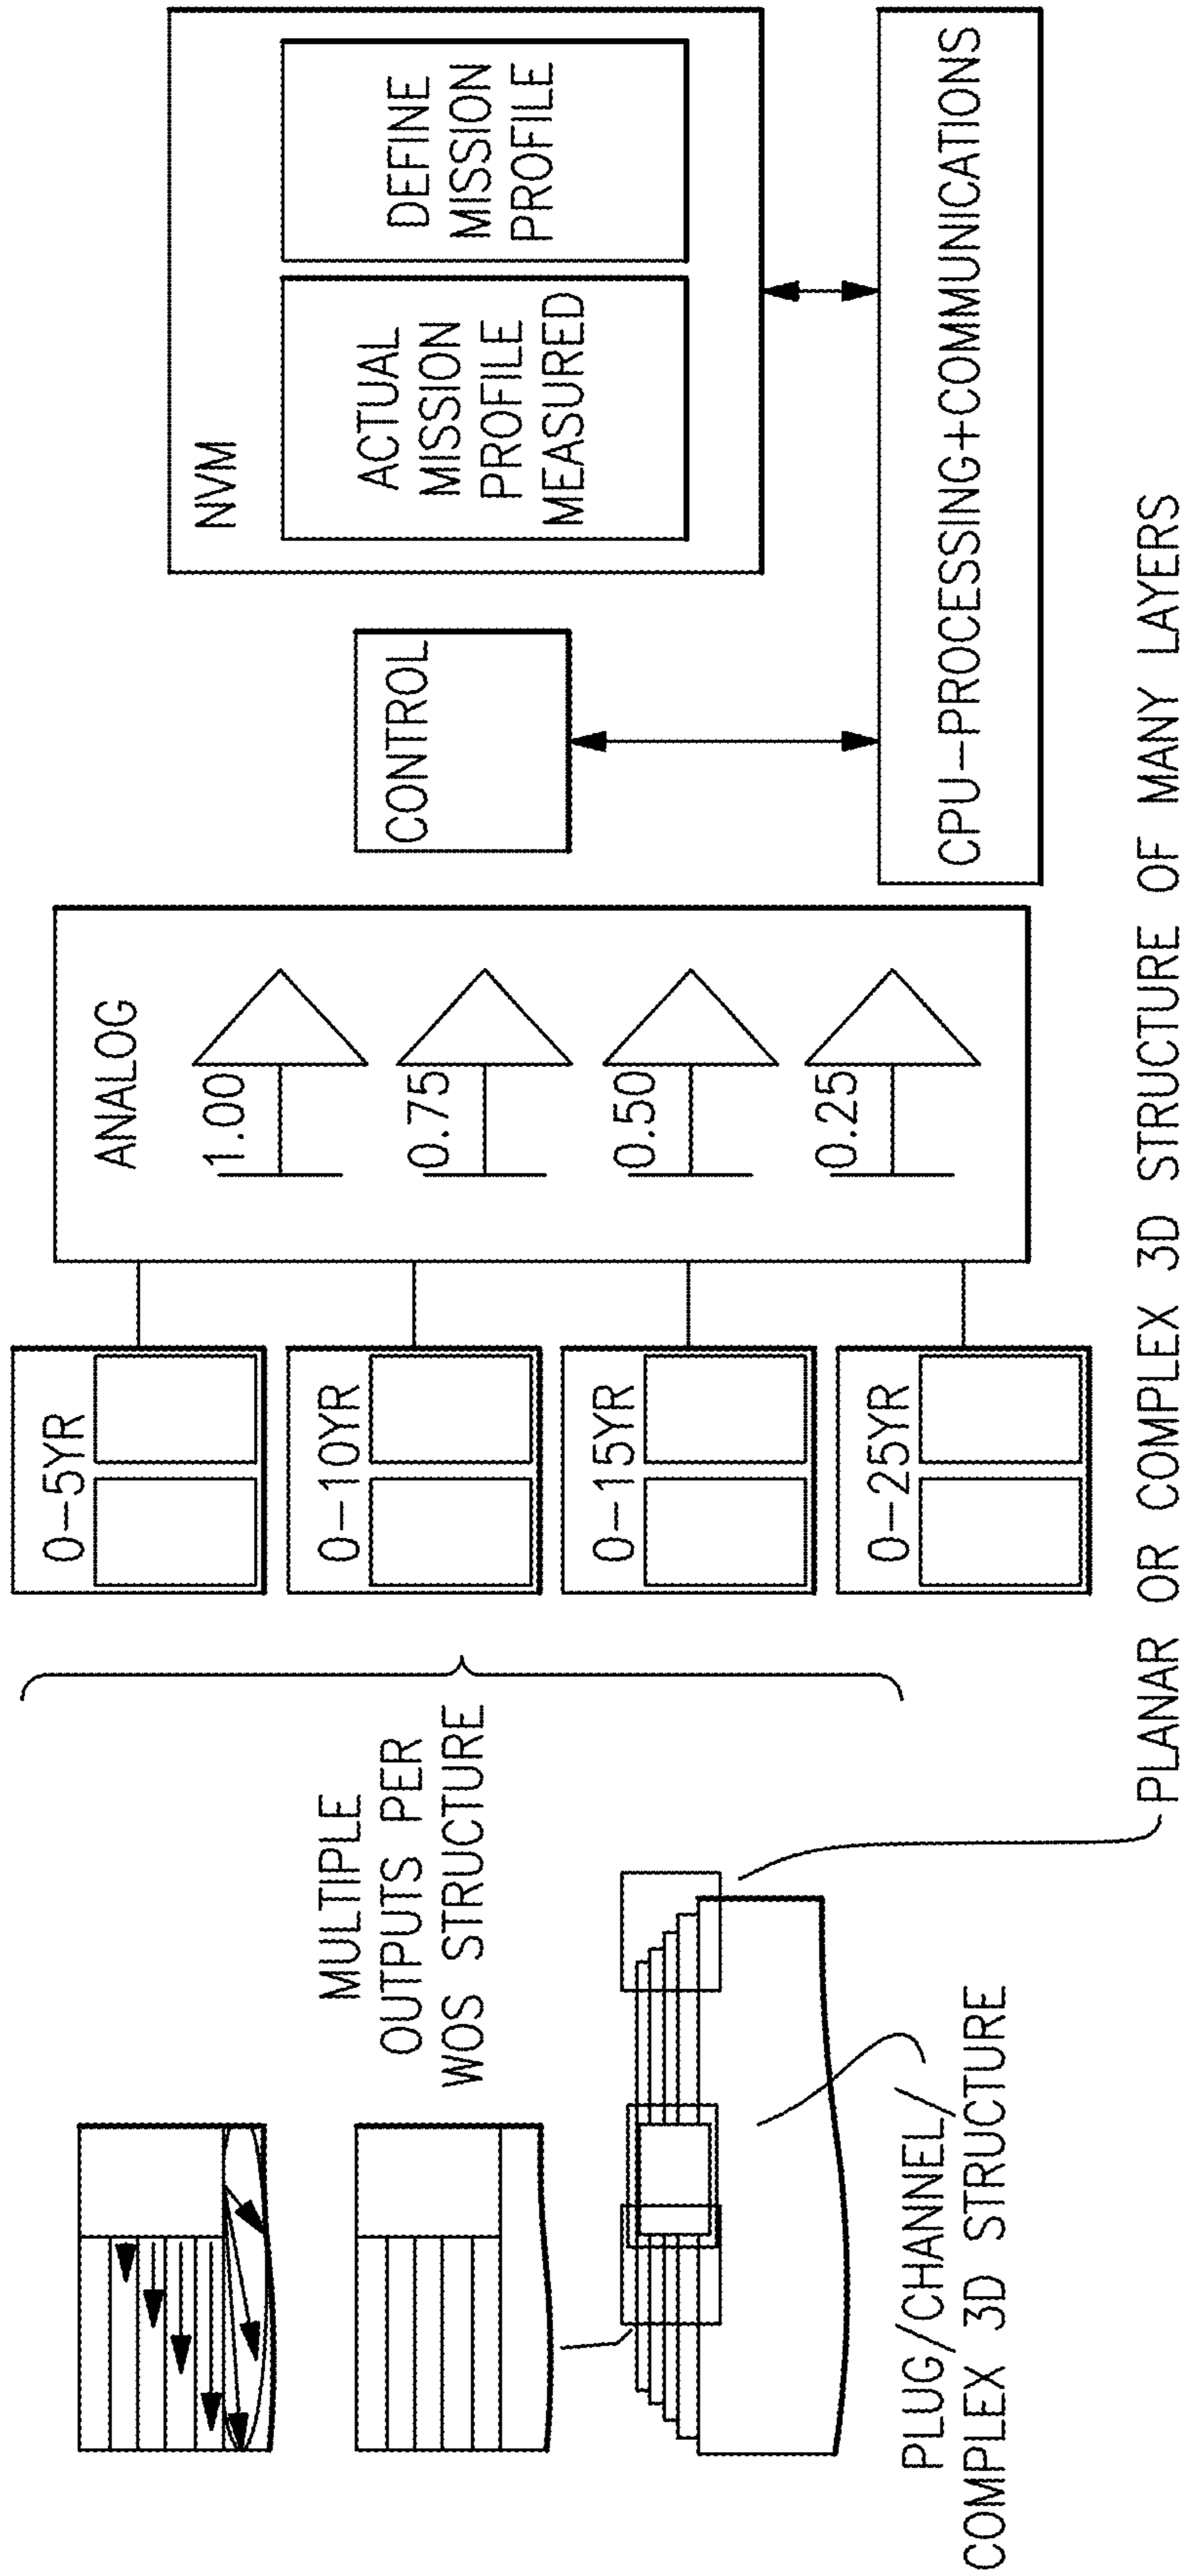 MULTIPLE
OUTPUTS PER
WOS STRUCTURE
PLUG/CHANNEL/
COMPLEX 3D STRUCTURE
PLANAR OR COMPLEX 3D STRUCTURE OF MANY LAYERS
0-5YR
0-10YR
0-15YR
0-25YR
ANALOG
1.00
0.75
0.50
0.25
CONTROL
NVM
ACTUAL
MISSION
PROFILE
MEASURED
DEFINE
MISSION
PROFILE
CPU-PROCESSING+COMMUNICATIONS